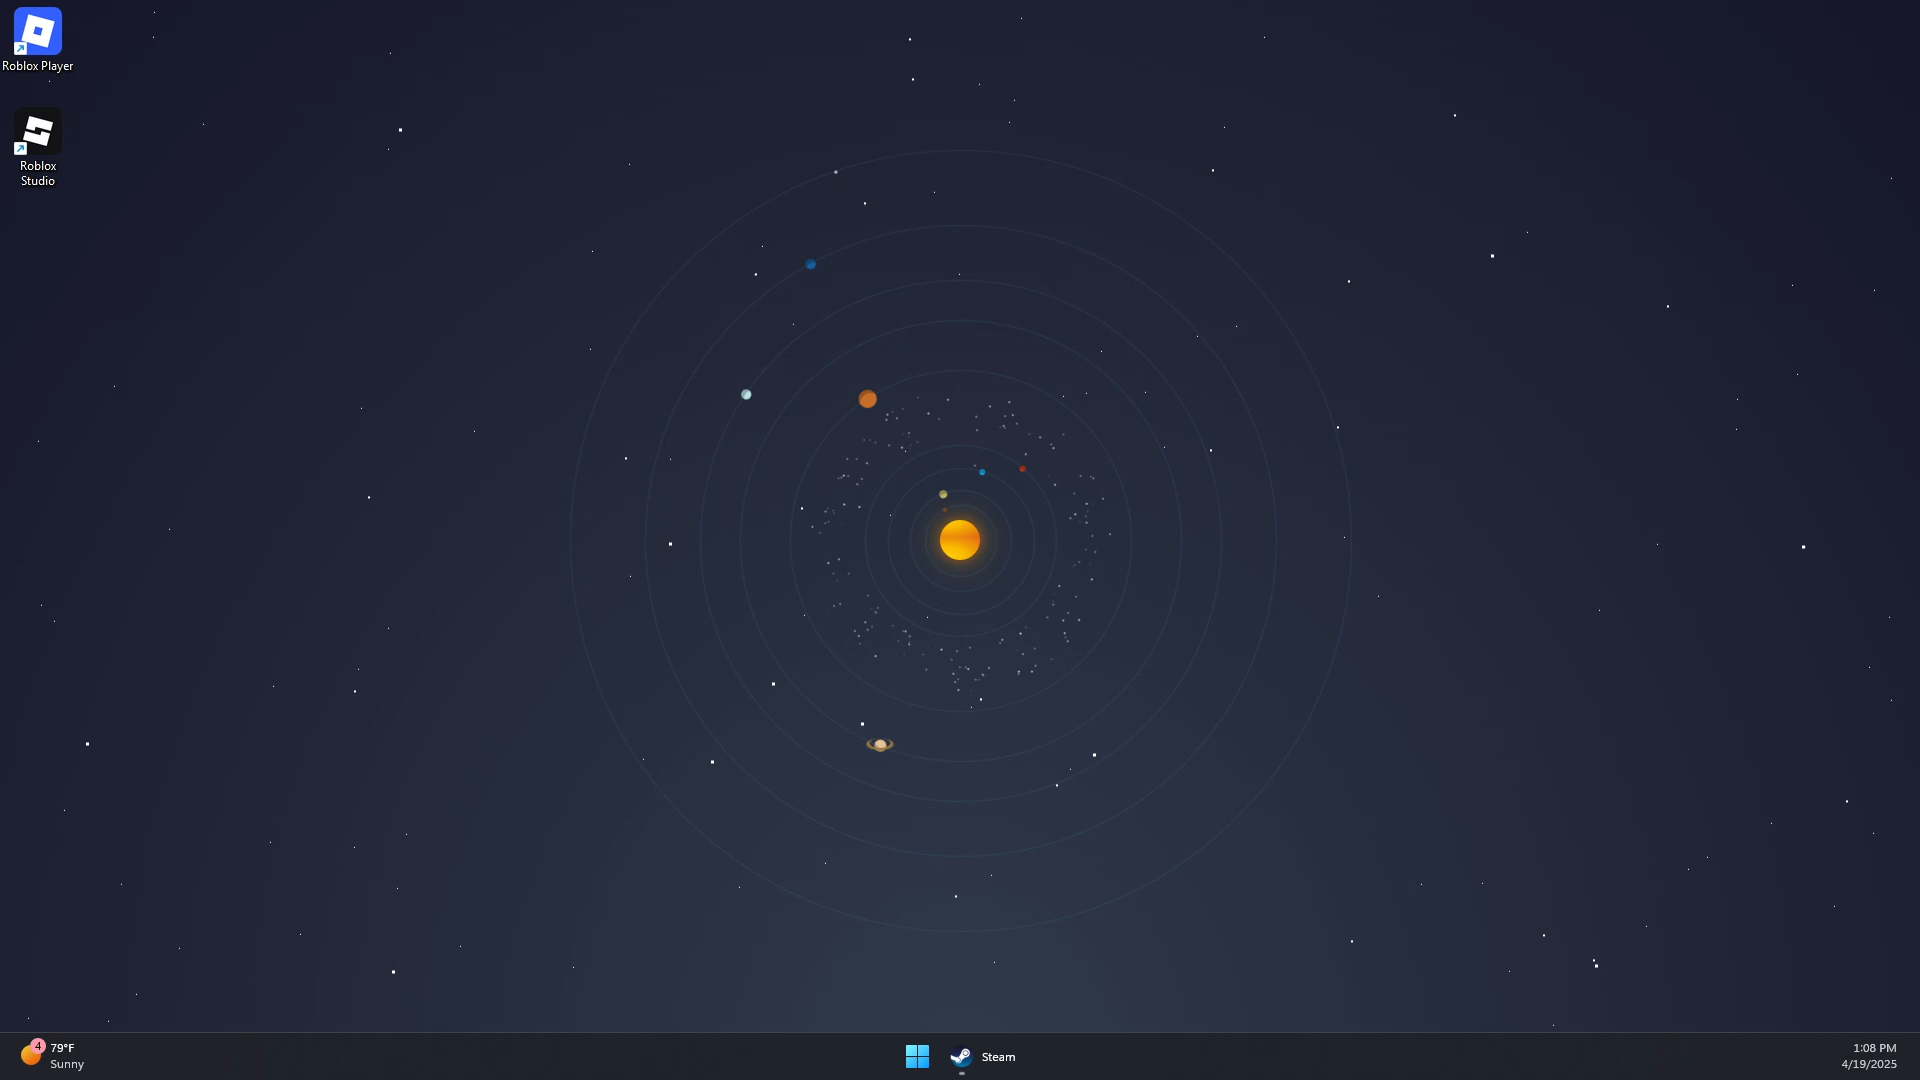 Roblox Player
Roblox
Studio
4
79°F
Sunny
Steam
1:08 PM
4/19/2025